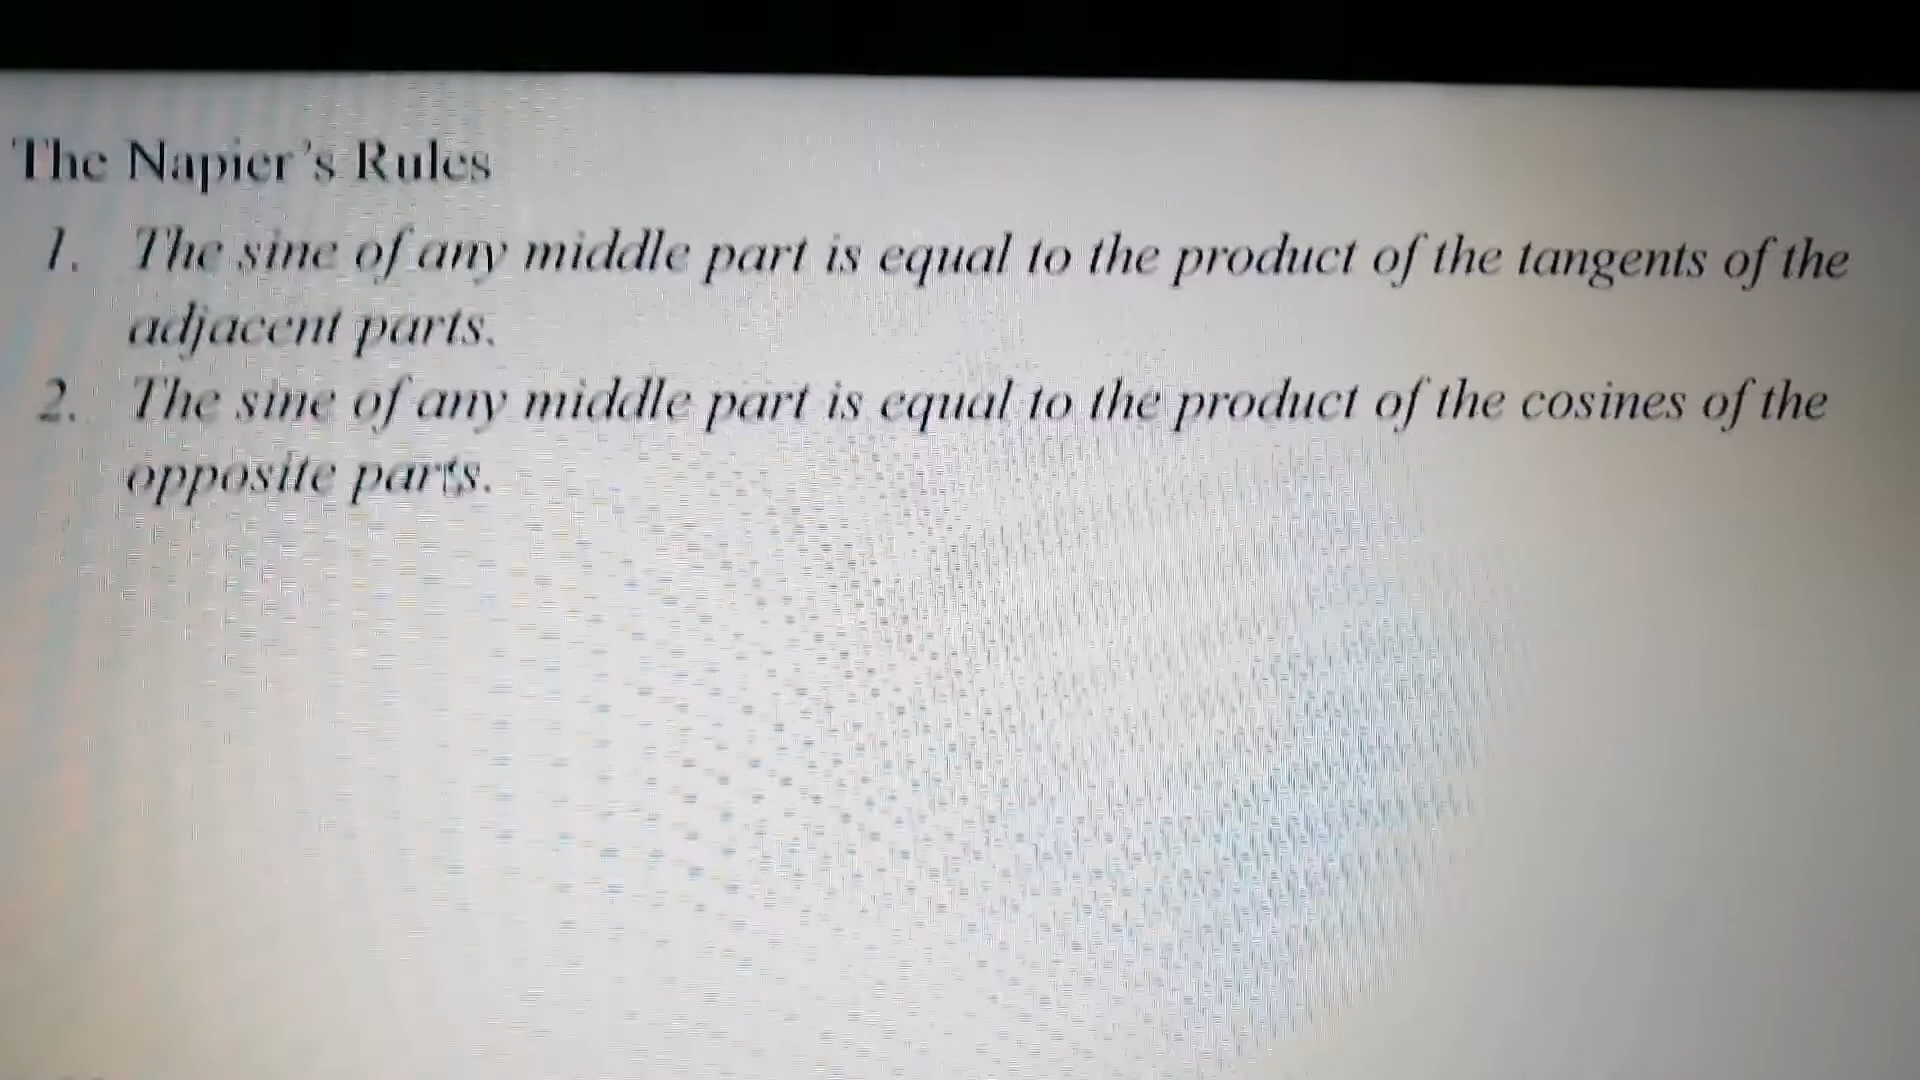 The Napier's Rules
1. The sine of any middle part is equal to the product of the tangents of the
adjacent parts.
2. The sine of any middle part is equal to the product of the cosines of the
opposite parts.